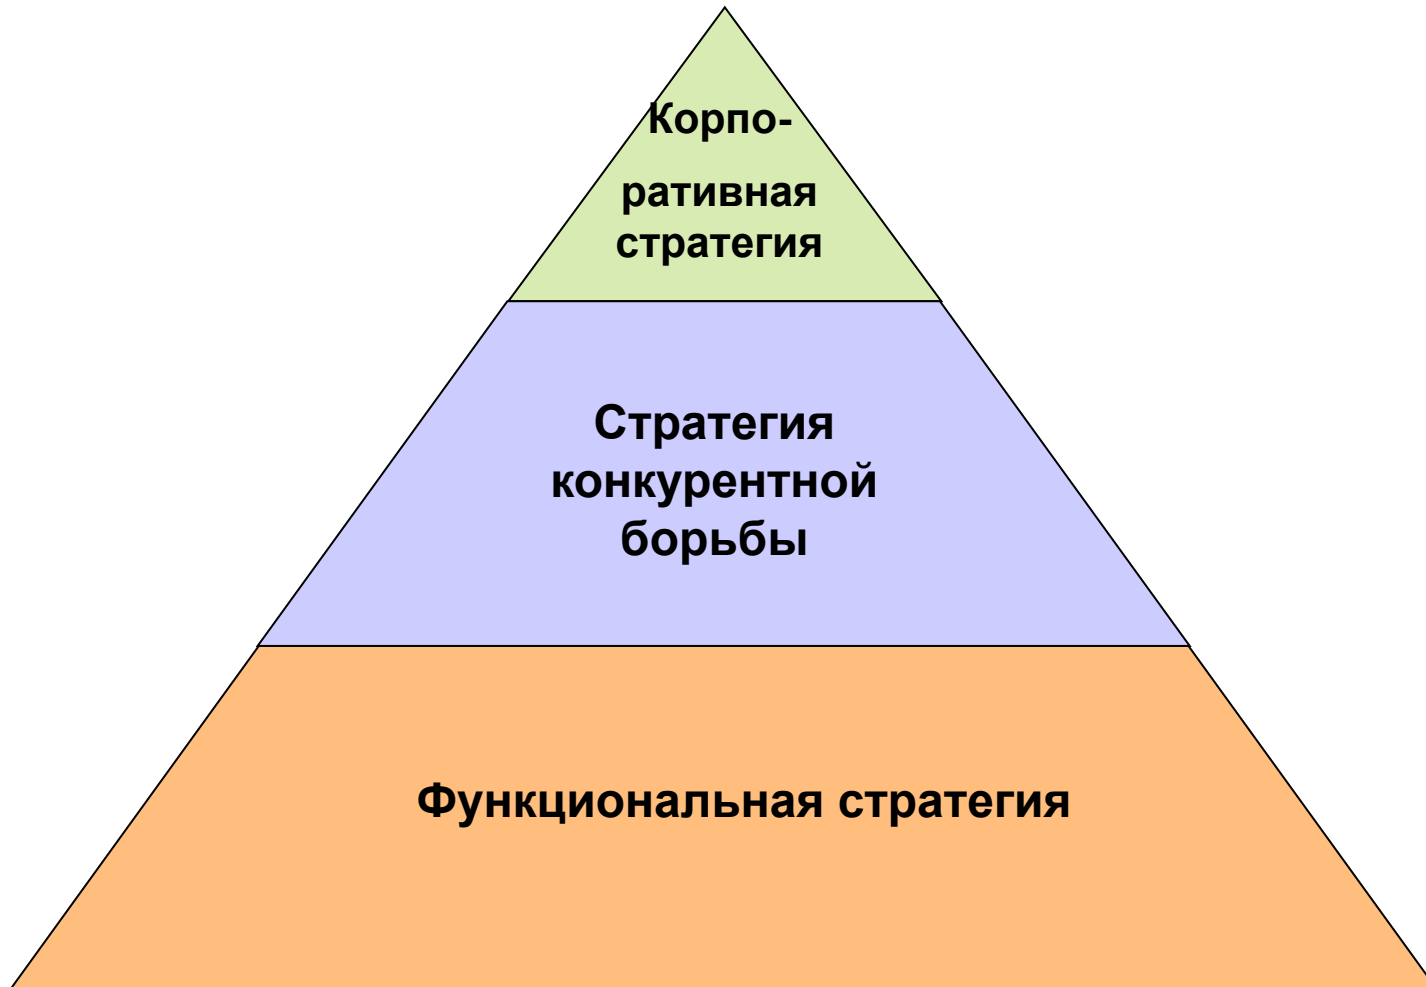 Корпо-
ративная
стратегия
Стратегия
конкурентной
борьбы
Функциональная стратегия